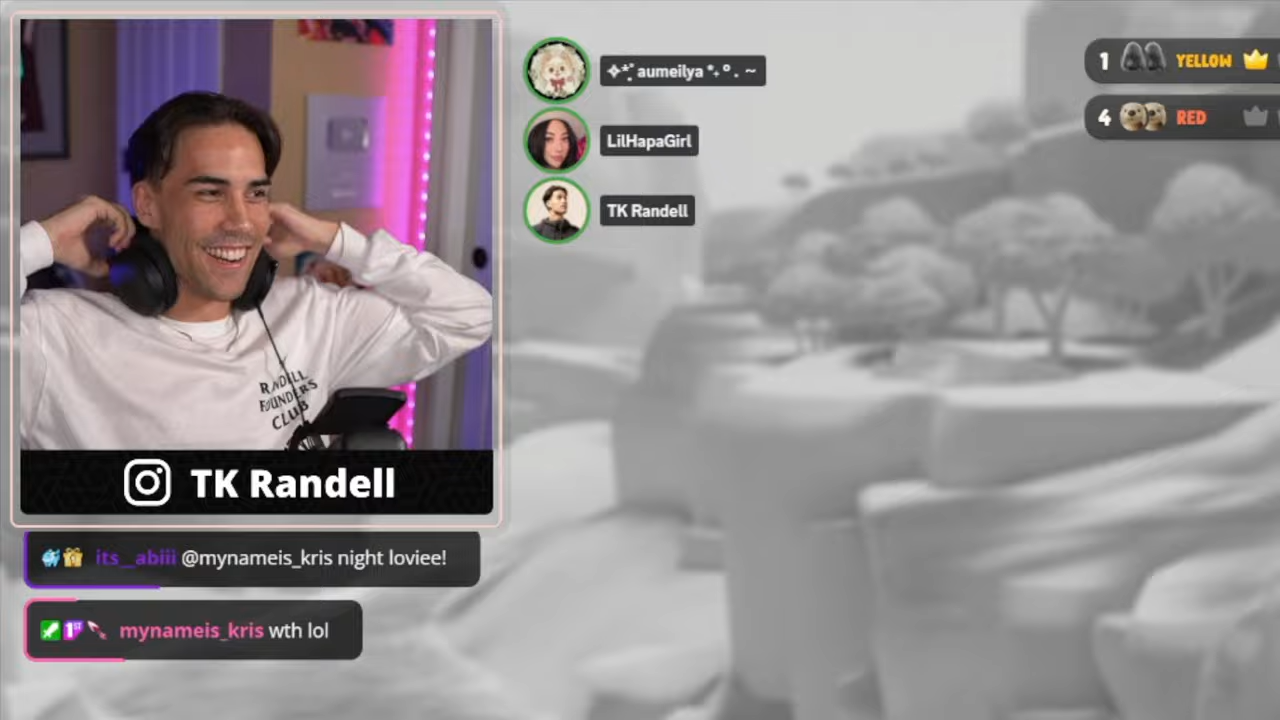 RANDELL
FOUNDERS
CLUB
TK Randell
its__abiii @mynameis_kris night loviee!
1ST mynameis_kris wth lol
✧*̥˚ aumeilya *₊°. ~
LilHapaGirl
TK Randell
1 YELLOW
4 RED